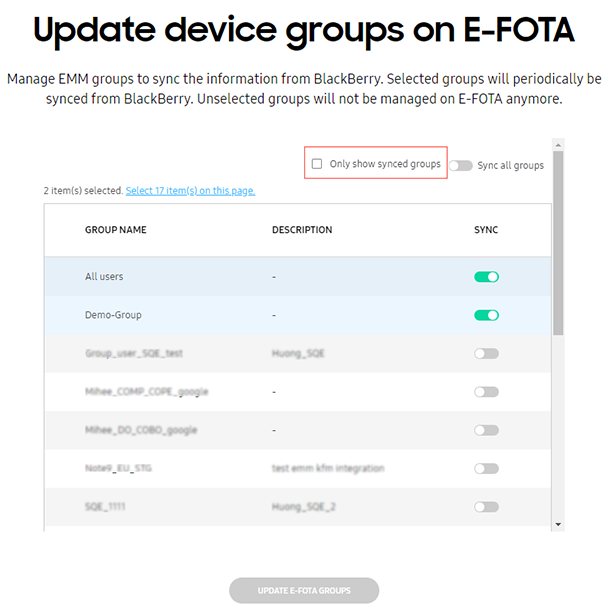 Update device groups on E-FOTA
Manage EMM groups to sync the information from BlackBerry. Selected groups will periodically be
synced from BlackBerry. Unselected groups will not be managed on E-FOTA anymore.
Only show synced groups Sync all groups
2 item(s) selected. Select 17 item(s) on this page.
GROUP NAME DESCRIPTION SYNC
All users -
Demo-Group -
Group_user_SQE_test Huong_SQE
Mihee_COMP_COPE_google -
Mihee_DO_COBO_google -
Note9_EU_STG test emm kfm integration
SQE_1111 Huong_SQE_2
UPDATE E-FOTA GROUPS